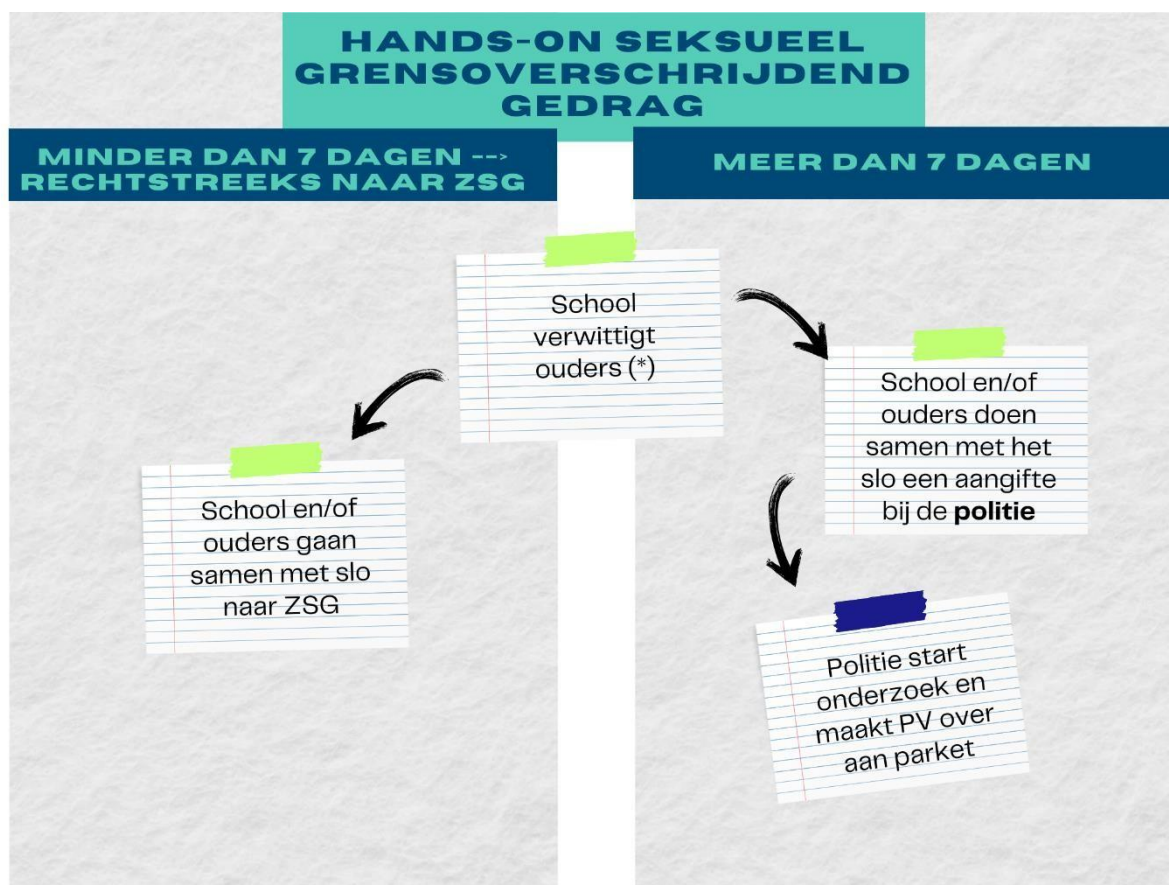 HANDS-ON SEKSUEEL
GRENSOVERSCHRIJDEND
GEDRAG
MINDER DAN 7 DAGEN -->
RECHTSTREEKS NAAR ZSG
MEER DAN 7 DAGEN
School
verwittigt
ouders (*)
School en/of
ouders gaan
samen met slo
naar ZSG
School en/of
ouders doen
samen met het
slo een aangifte
bij de politie
Politie start
onderzoek en
maakt PV over
aan parket